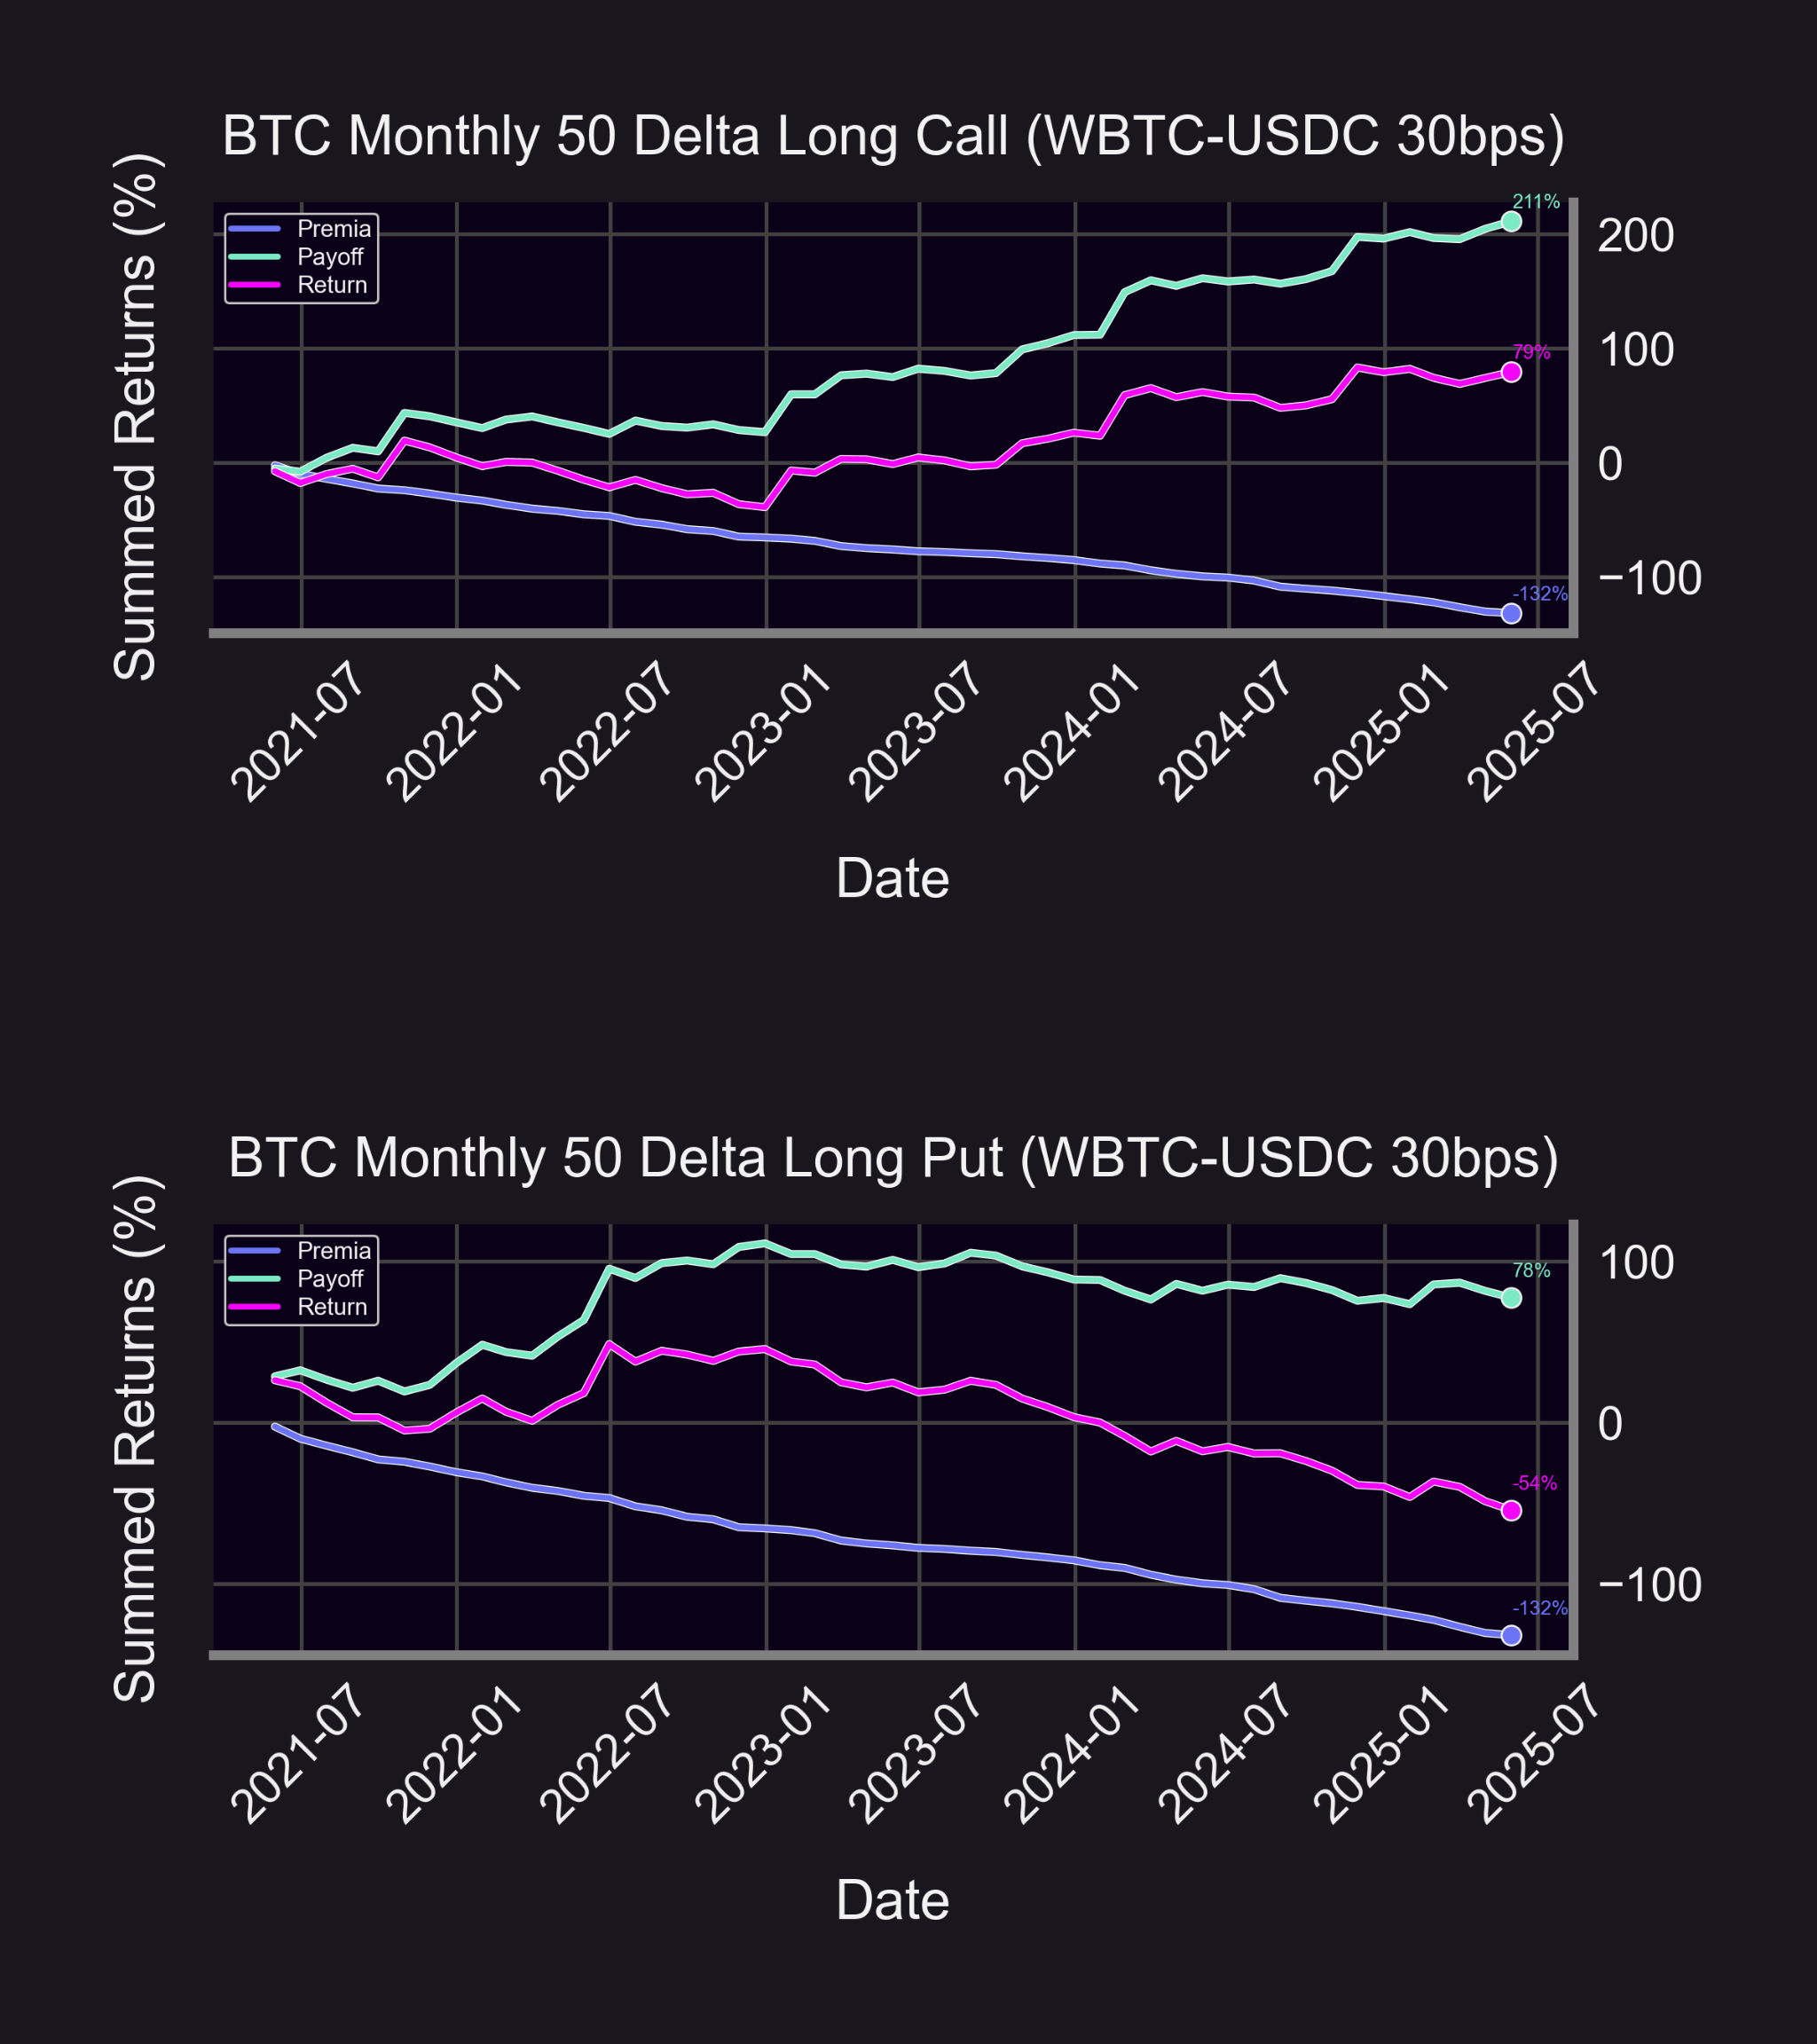 BTC Monthly 50 Delta Long Call (WBTC-USDC 30bps)
Summed Returns (%)
Premia
Payoff
Return
211%
79%
-132%
200
100
0
−100
2021-07
2022-01
2022-07
2023-01
2023-07
2024-01
2024-07
2025-01
2025-07
Date
BTC Monthly 50 Delta Long Put (WBTC-USDC 30bps)
Summed Returns (%)
Premia
Payoff
Return
78%
-54%
-132%
100
0
−100
2021-07
2022-01
2022-07
2023-01
2023-07
2024-01
2024-07
2025-01
2025-07
Date